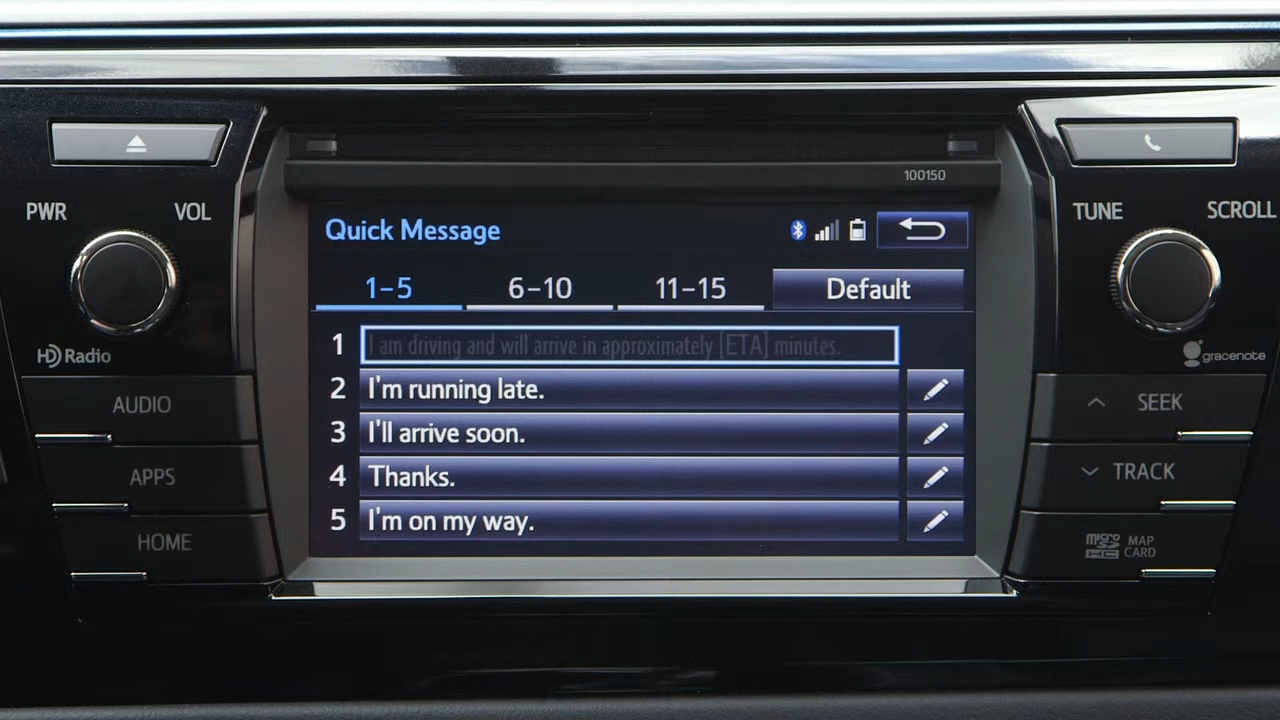 100150
PWR VOL
TUNE SCROLL
Quick Message
1-5 6-10 11-15 Default
1 I am driving and will arrive in approximately [ETA] minutes.
2 I'm running late.
3 I'll arrive soon.
4 Thanks.
5 I'm on my way.
HD Radio
AUDIO
APPS
HOME
gracenote
SEEK
TRACK
micro SD HC MAP CARD